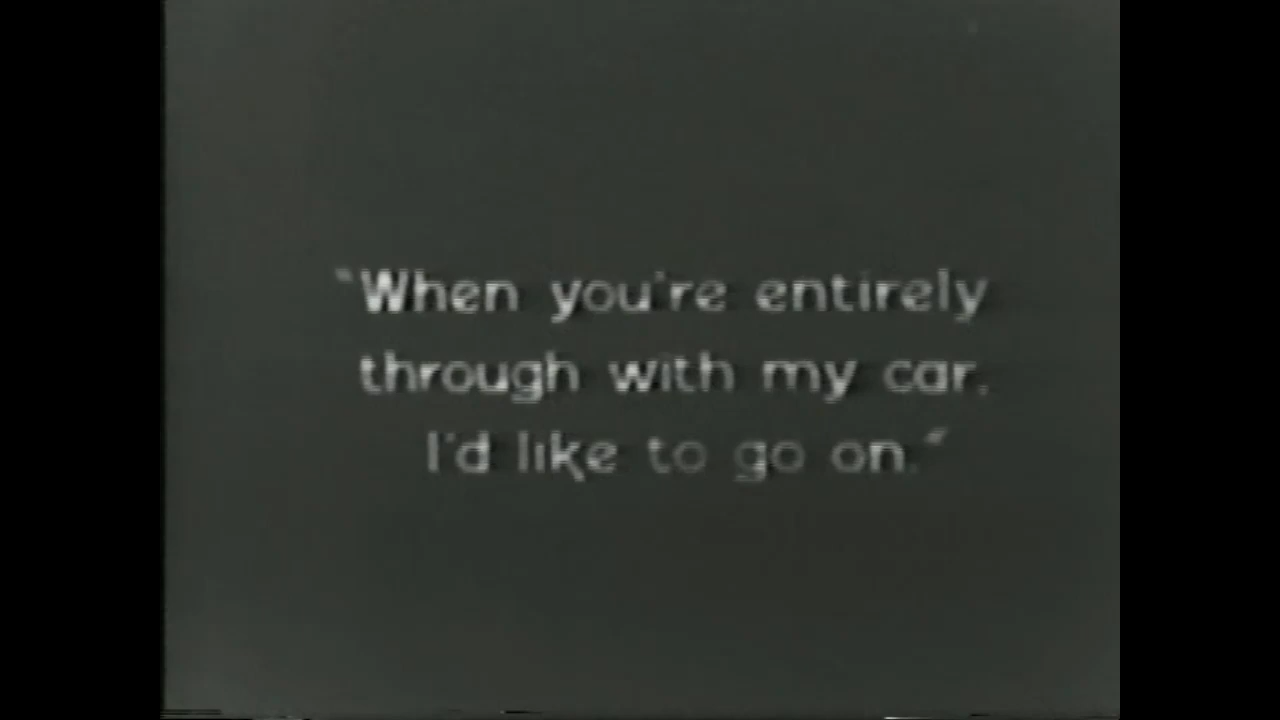 "When you're entirely
through with my car,
I'd like to go on."